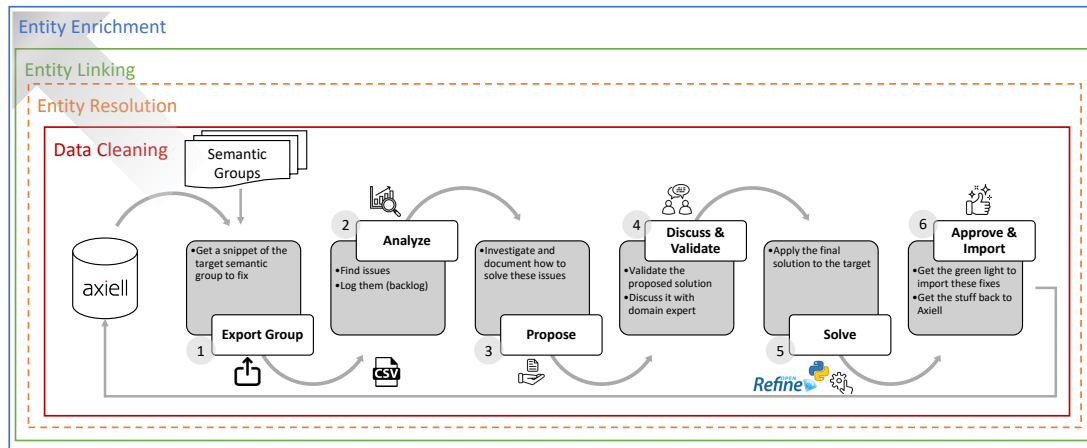 Entity Enrichment
Entity Linking
Entity Resolution
Data Cleaning
Semantic
Groups
axiell
•Get a snippet of the
target semantic
group to fix
1
Export Group
2
Analyze
•Find issues
•Log them (backlog)
CSV
•Investigate and
document how to
solve these issues
3
Propose
4
Discuss &
Validate
•Validate the
proposed solution
•Discuss it with
domain expert
•Apply the final
solution to the target
5
Solve
OPEN
Refine
6
Approve &
Import
•Get the green light to
import these fixes
•Get the stuff back to
Axiell